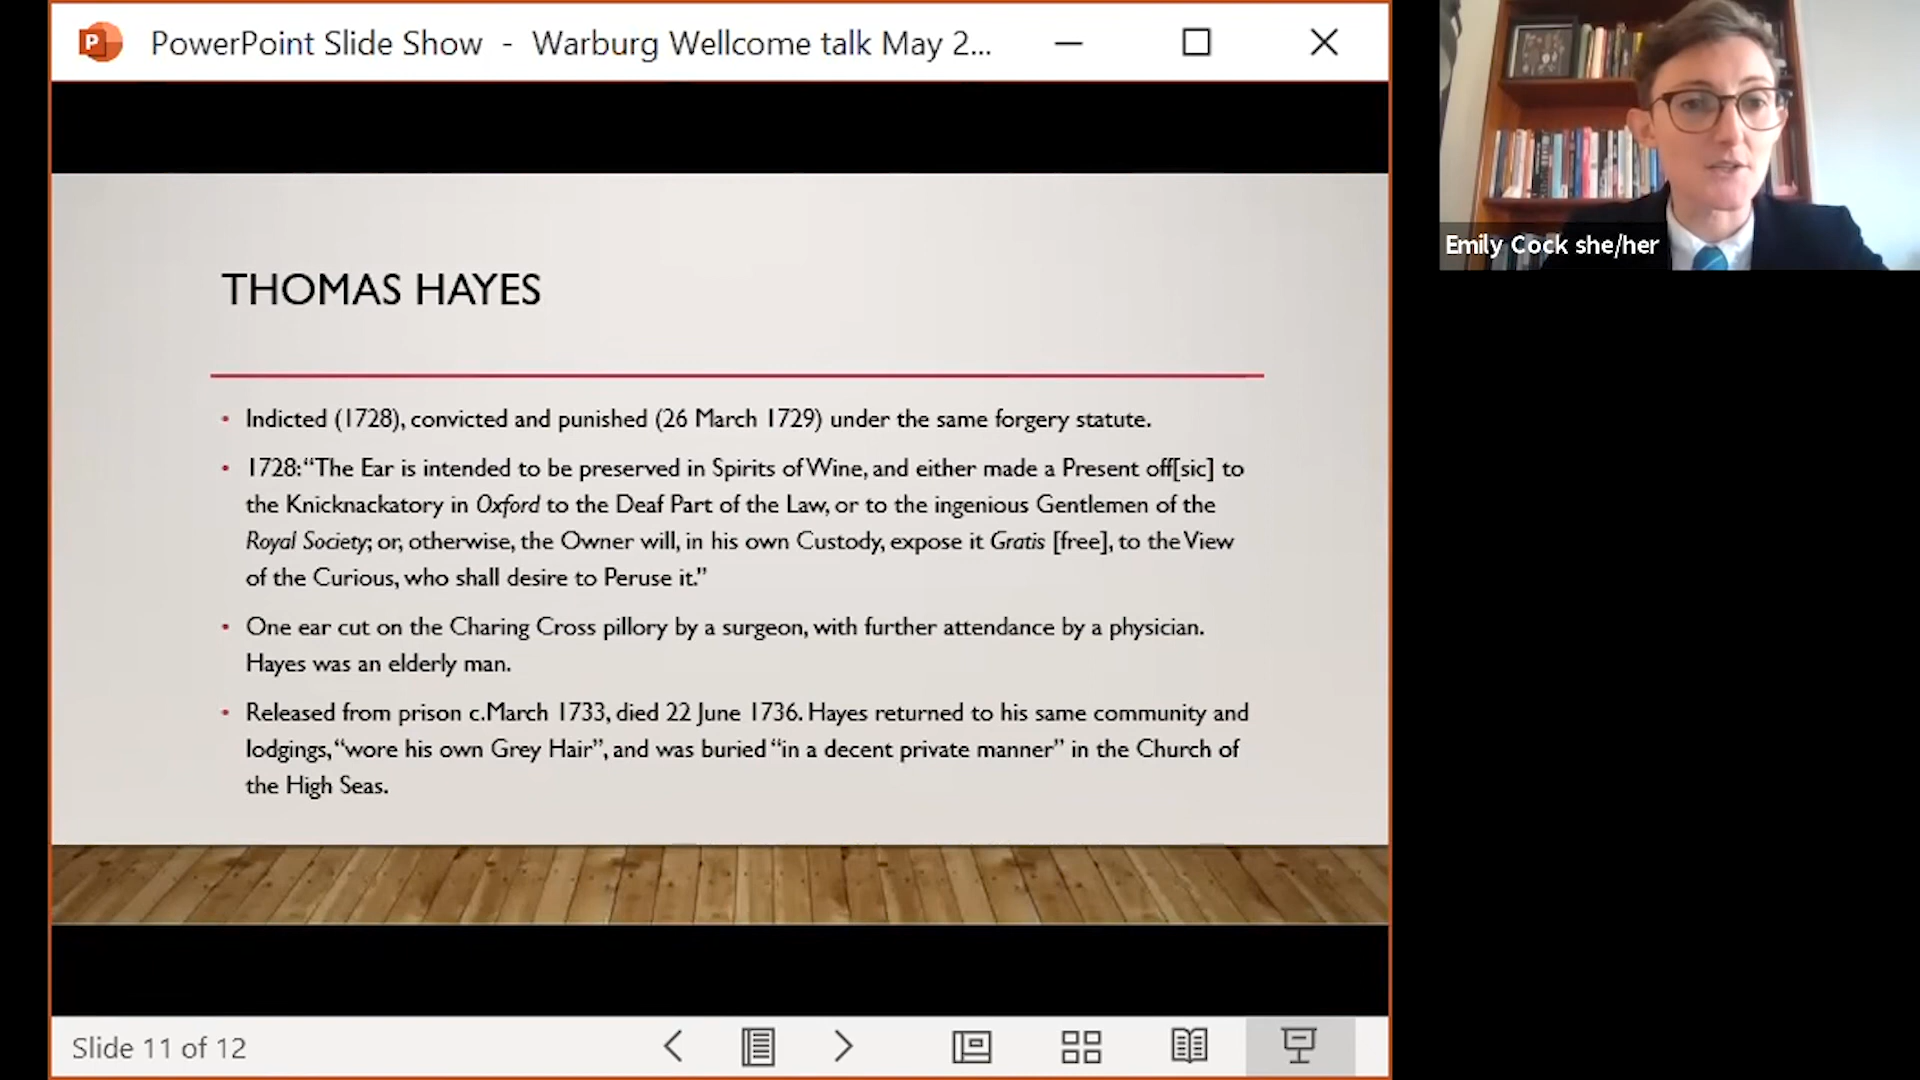 PowerPoint Slide Show - Warburg Wellcome talk May 2...
Emily Cock she/her
THOMAS HAYES
• Indicted (1728), convicted and punished (26 March 1729) under the same forgery statute.
• 1728: “The Ear is intended to be preserved in Spirits of Wine, and either made a Present off[sic] to
the Knicknackatory in Oxford to the Deaf Part of the Law, or to the ingenious Gentlemen of the
Royal Society; or, otherwise, the Owner will, in his own Custody, expose it Gratis [free], to the View
of the Curious, who shall desire to Peruse it.”
• One ear cut on the Charing Cross pillory by a surgeon, with further attendance by a physician.
Hayes was an elderly man.
• Released from prison c.March 1733, died 22 June 1736. Hayes returned to his same community and
lodgings, “wore his own Grey Hair”, and was buried “in a decent private manner” in the Church of
the High Seas.
Slide 11 of 12